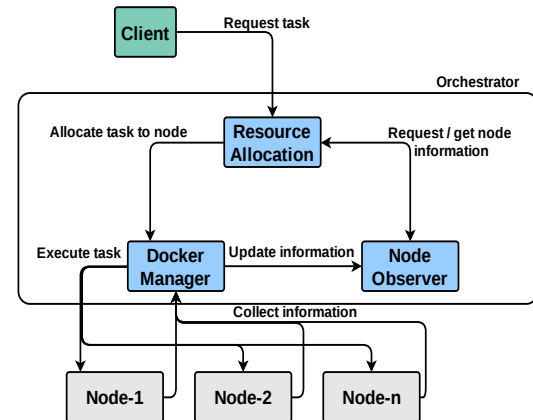 Client
Request task
Orchestrator
Allocate task to node
Resource
Allocation
Request / get node
information
Execute task
Docker
Manager
Update information
Node
Observer
Collect information
Node-1
Node-2
Node-n